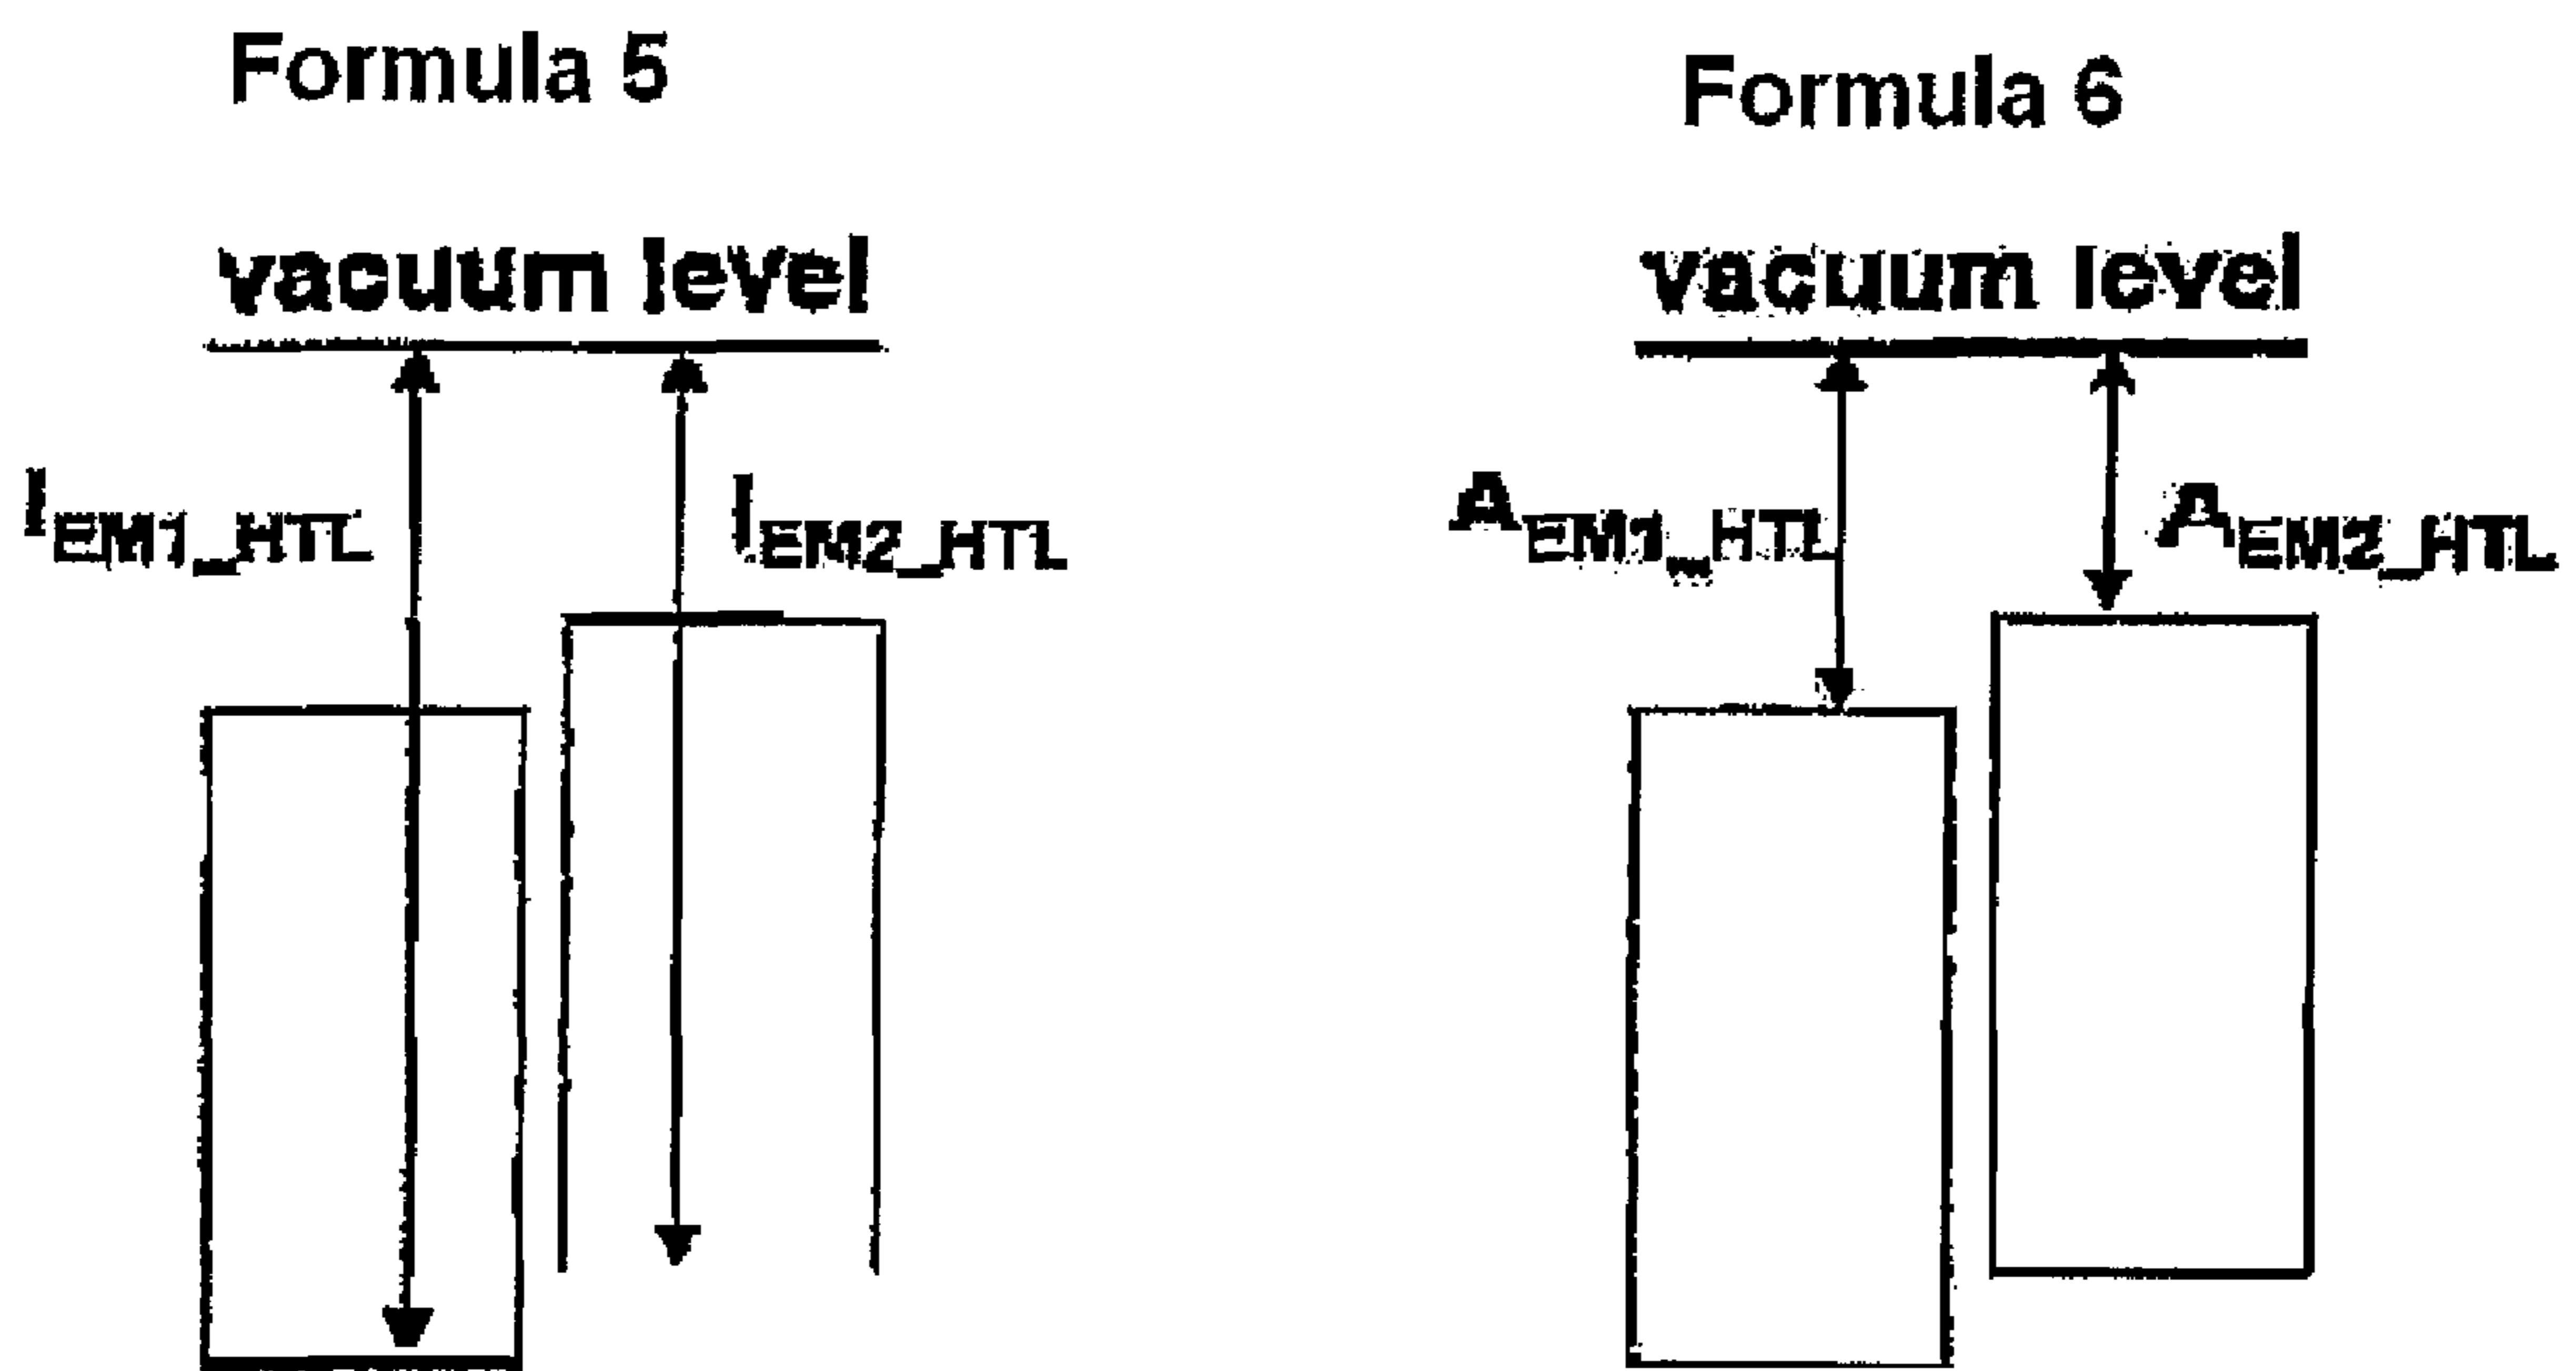 Formula 5
vacuum level
I_EM1_HTL
I_EM2_HTL
Formula 6
vacuum level
A_EM1_HTL
A_EM2_HTL